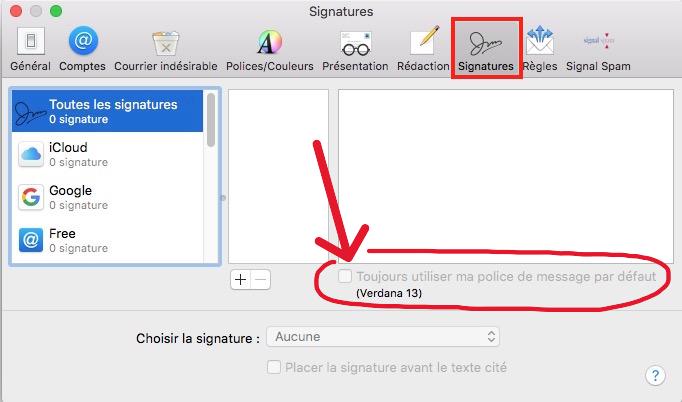 Signatures
Général Comptes Courrier indésirable Polices/Couleurs Présentation Rédaction Signatures Règles Signal Spam
signal spam
Toutes les signatures
0 signature
iCloud
0 signature
Google
0 signature
Free
0 signature
Toujours utiliser ma police de message par défaut
(Verdana 13)
Choisir la signature : Aucune
Placer la signature avant le texte cité
?